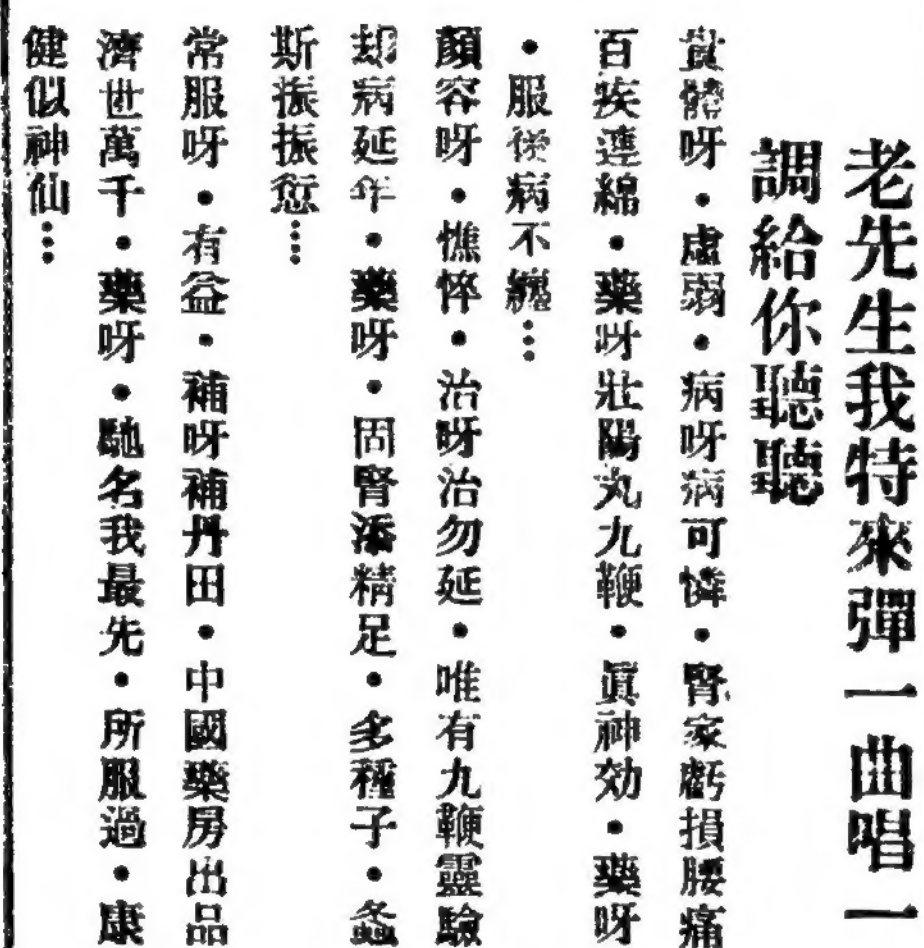 老先生我特來彈一曲唱一
調給你聽聽
貴體呀•虛弱•病呀病可憐•腎家虧損腰痛
百疾連綿•藥呀壯陽丸九鞭•眞神効•藥呀
•服後病不纏…
顏容呀•憔悴•治呀治勿延•唯有九鞭靈驗
却病延年•藥呀•固腎添精足•多種子•螽
斯振振愆…
常服呀•有益•補呀補丹田•中國藥房出品
濟世萬千•藥呀•馳名我最先•所服過•康
健似神仙…